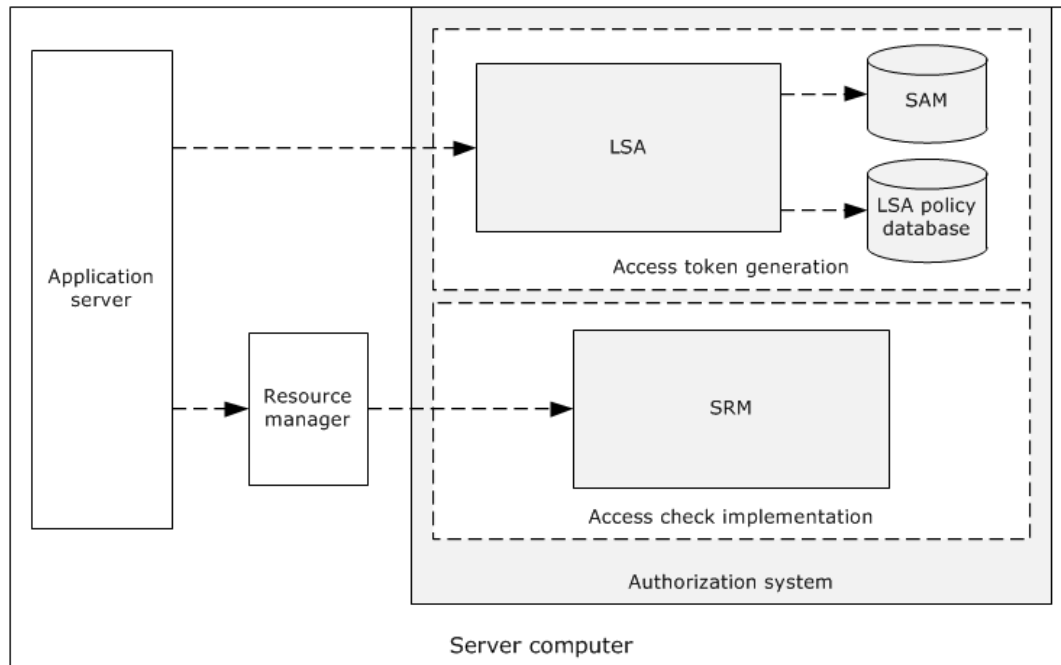 SAM
LSA
LSA policy
database
Access token generation
Application
server
Resource
manager
SRM
Access check implementation
Authorization system
Server computer